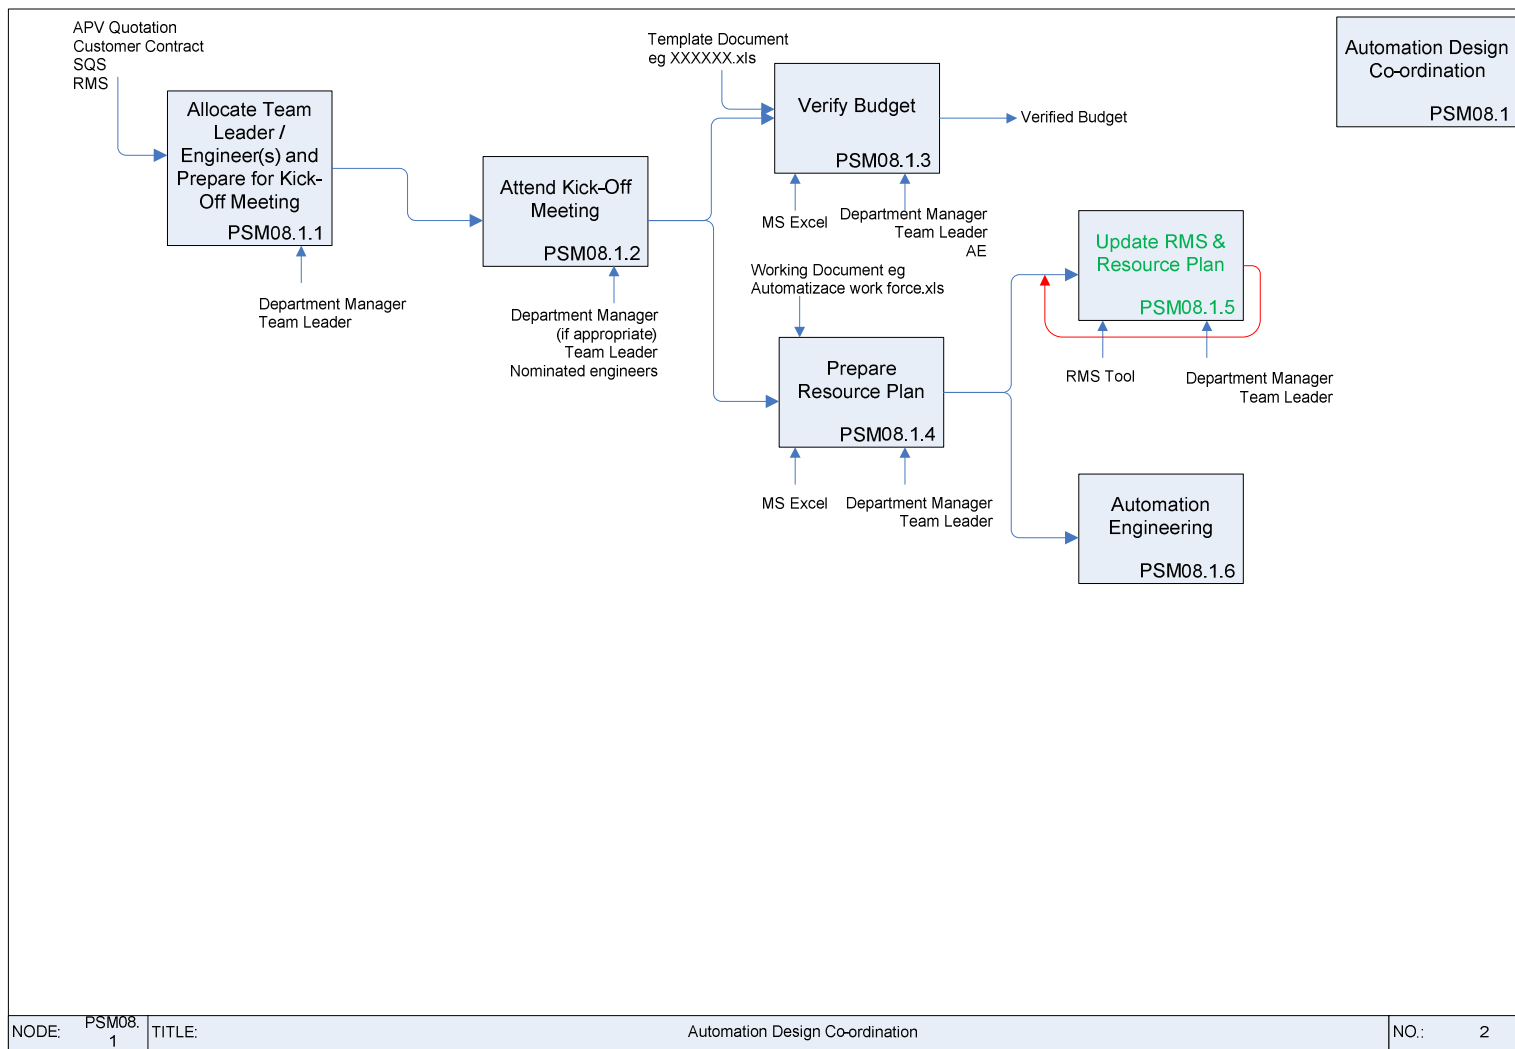 APV Quotation
Customer Contract
SQS
RMS
Allocate Team
Leader /
Engineer(s) and
Prepare for Kick-
Off Meeting
PSM08.1.1
Department Manager
Team Leader
Attend Kick-Off
Meeting
PSM08.1.2
Department Manager
(if appropriate)
Team Leader
Nominated engineers
Template Document
eg XXXXXX.xls
Verify Budget
PSM08.1.3
Verified Budget
MS Excel
Department Manager
Team Leader
AE
Working Document eg
Automatizace work force.xls
Prepare
Resource Plan
PSM08.1.4
MS Excel
Department Manager
Team Leader
Update RMS &
Resource Plan
PSM08.1.5
RMS Tool
Department Manager
Team Leader
Automation
Engineering
PSM08.1.6
Automation Design
Co-ordination
PSM08.1
NODE:
PSM08.
1
TITLE:
Automation Design Co-ordination
NO.:
2